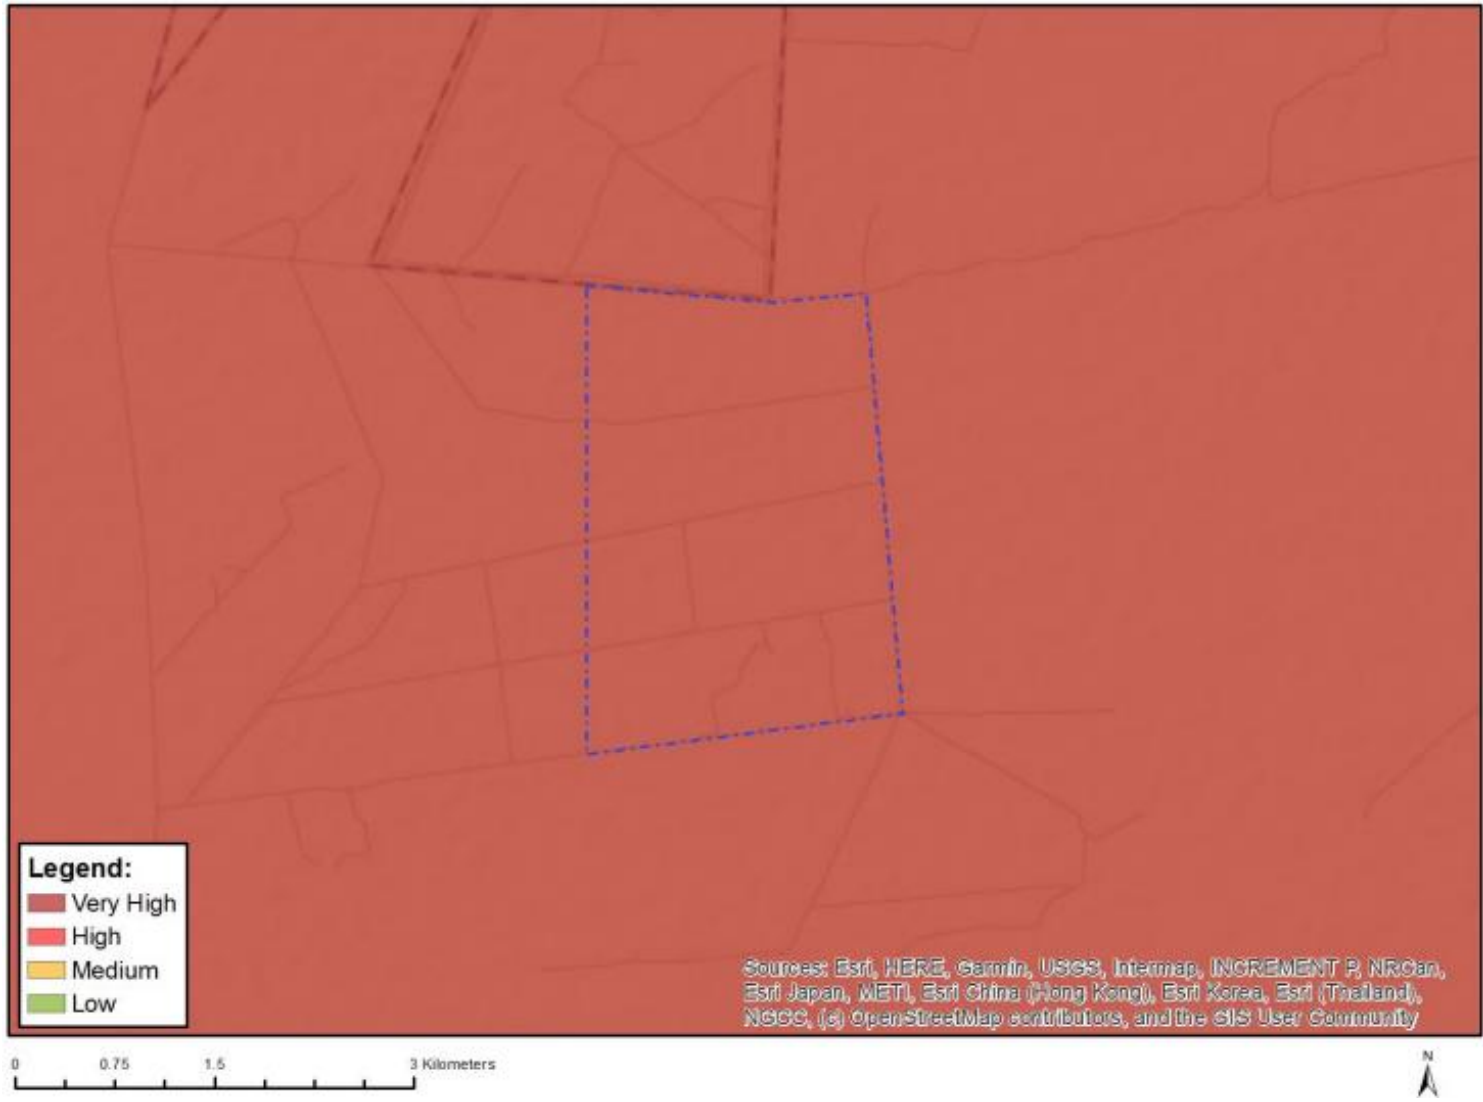 Legend:
Very High
High
Medium
Low
Sources: Esri, HERE, Garmin, USGS, Intermap, INCREMENT P, NRCan,
Esri Japan, METI, Esri China (Hong Kong), Esri Korea, Esri (Thailand),
NGCC, (c) OpenStreetMap contributors, and the GIS User Community
0 0.75 1.5 3 Kilometers
N